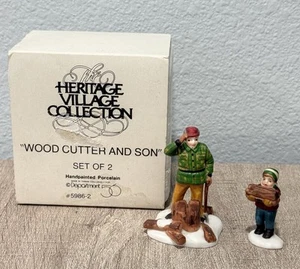 The
HERITAGE
VILLAGE
COLLECTION
"WOOD CUTTER AND SON"
SET OF 2
Handpainted Porcelain
©Department 56
#5986-2